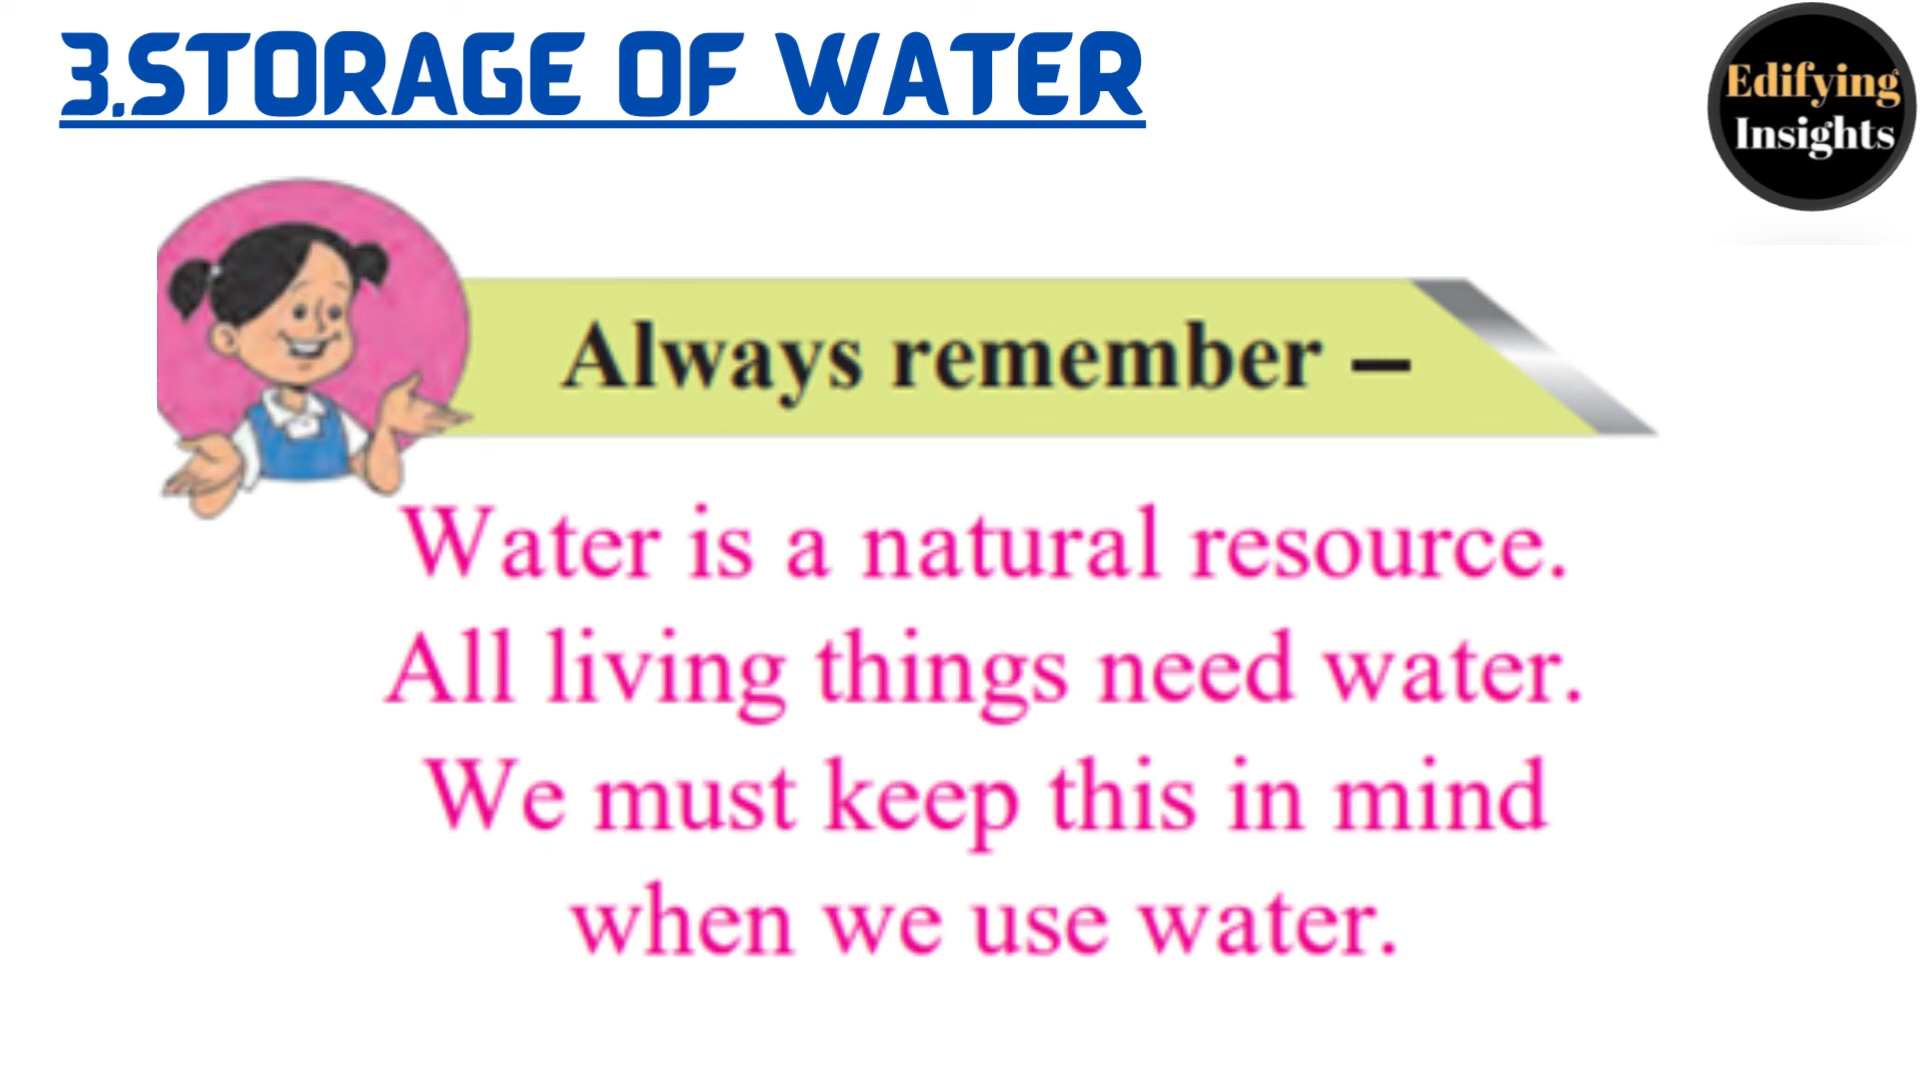 3.STORAGE OF WATER
Edifying
Insights
Always remember –
Water is a natural resource.
All living things need water.
We must keep this in mind
when we use water.